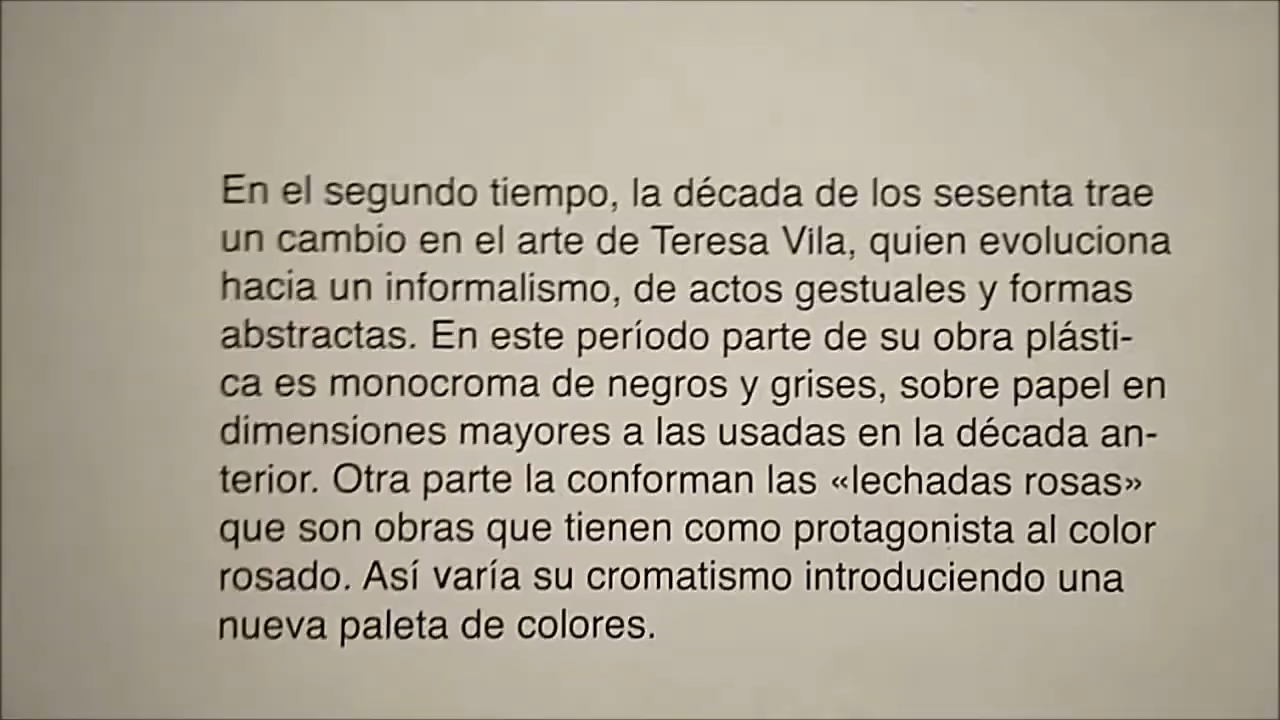 En el segundo tiempo, la década de los sesenta trae
un cambio en el arte de Teresa Vila, quien evoluciona
hacia un informalismo, de actos gestuales y formas
abstractas. En este período parte de su obra plásti-
ca es monocroma de negros y grises, sobre papel en
dimensiones mayores a las usadas en la década an-
terior. Otra parte la conforman las «lechadas rosas»
que son obras que tienen como protagonista al color
rosado. Así varía su cromatismo introduciendo una
nueva paleta de colores.